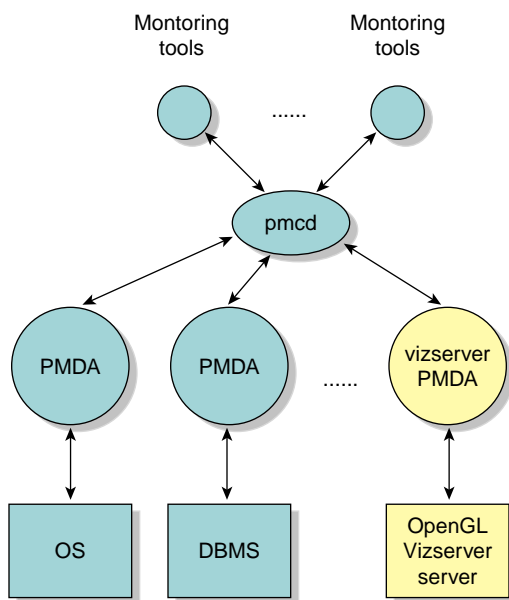 Montoring
tools
Montoring
tools
......
pmcd
PMDA
PMDA
......
vizserver
PMDA
OS
DBMS
OpenGL
Vizserver
server